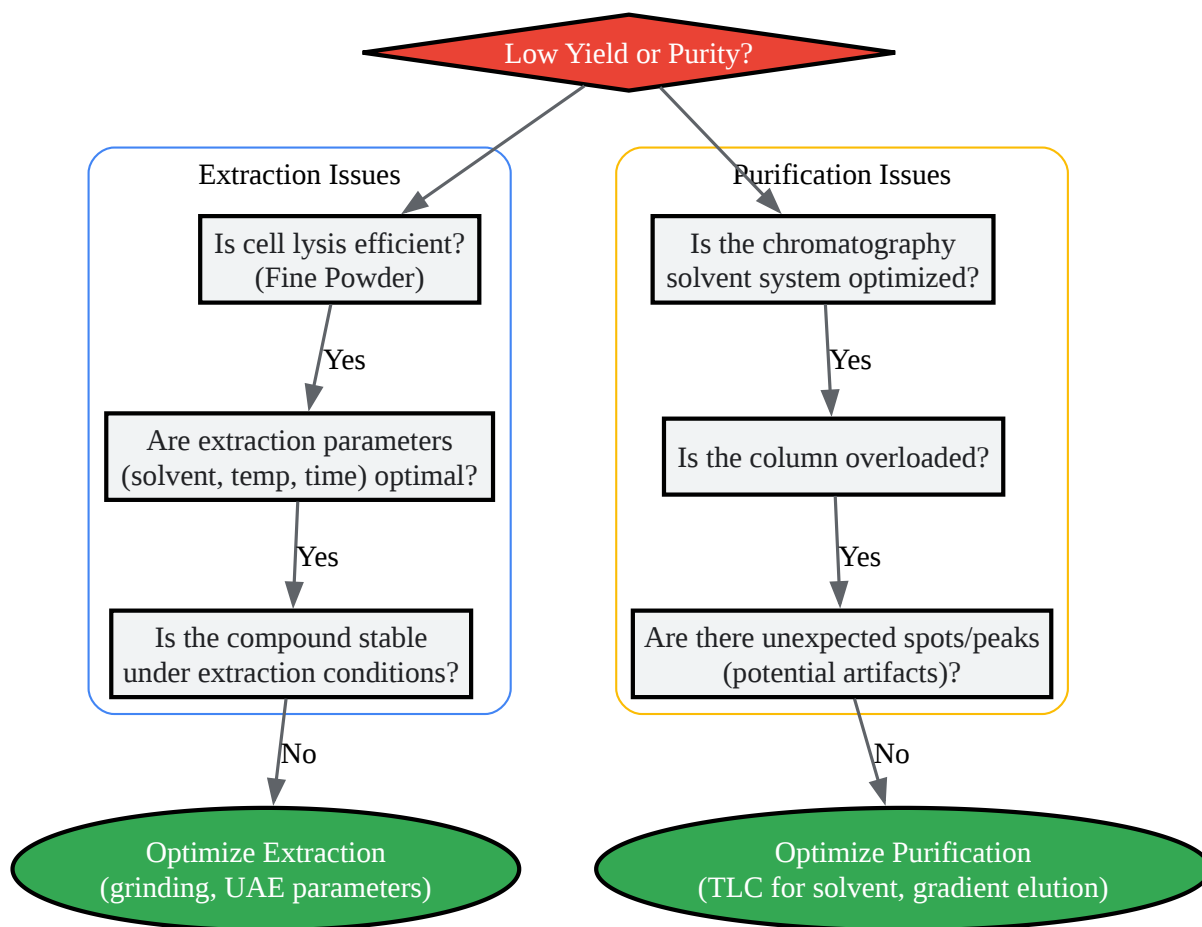 Low Yield or Purity?
Extraction Issues
Is cell lysis efficient?
(Fine Powder)
Yes
Are extraction parameters
(solvent, temp, time) optimal?
Yes
Is the compound stable
under extraction conditions?
No
Optimize Extraction
(grinding, UAE parameters)
Purification Issues
Is the chromatography
solvent system optimized?
Yes
Is the column overloaded?
Yes
Are there unexpected spots/peaks
(potential artifacts)?
No
Optimize Purification
(TLC for solvent, gradient elution)